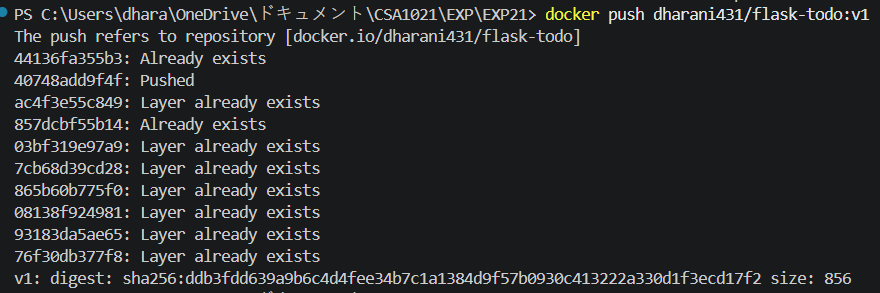 PS C:\Users\dhara\OneDrive\ドキュメント\CSA1021\EXP\EXP21> docker push dharani431/flask-todo:v1
The push refers to repository [docker.io/dharani431/flask-todo]
44136fa355b3: Already exists
40748add9f4f: Pushed
ac4f3e55c849: Layer already exists
857dcbf55b14: Already exists
03bf319e97a9: Layer already exists
7cb68d39cd28: Layer already exists
865b60b775f0: Layer already exists
08138f924981: Layer already exists
93183da5ae65: Layer already exists
76f30db377f8: Layer already exists
v1: digest: sha256:ddb3fdd639a9b6c4d4fee34b7c1a1384d9f57b0930c413222a330d1f3ecd17f2 size: 856